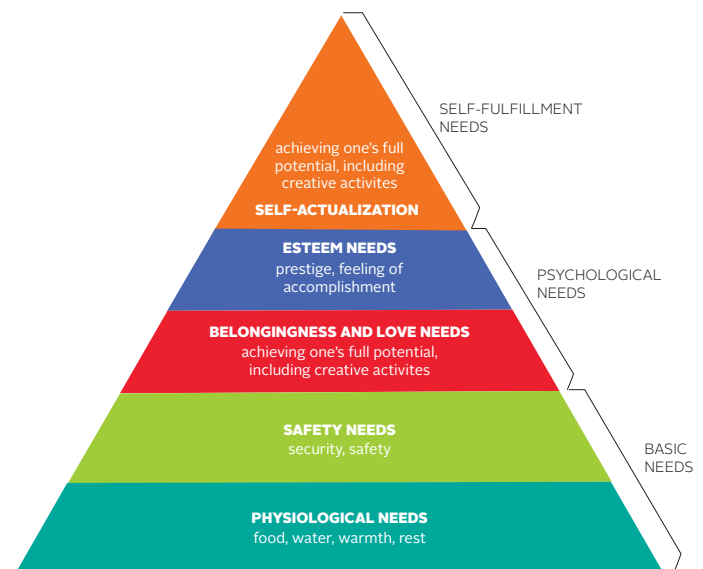 SELF-FULFILLMENT
NEEDS
achieving one's full
potential, including
creative activites
SELF-ACTUALIZATION
ESTEEM NEEDS
prestige, feeling of
accomplishment
PSYCHOLOGICAL
NEEDS
BELONGINGNESS AND LOVE NEEDS
achieving one's full potential,
including creative activites
SAFETY NEEDS
security, safety
BASIC
NEEDS
PHYSIOLOGICAL NEEDS
food, water, warmth, rest